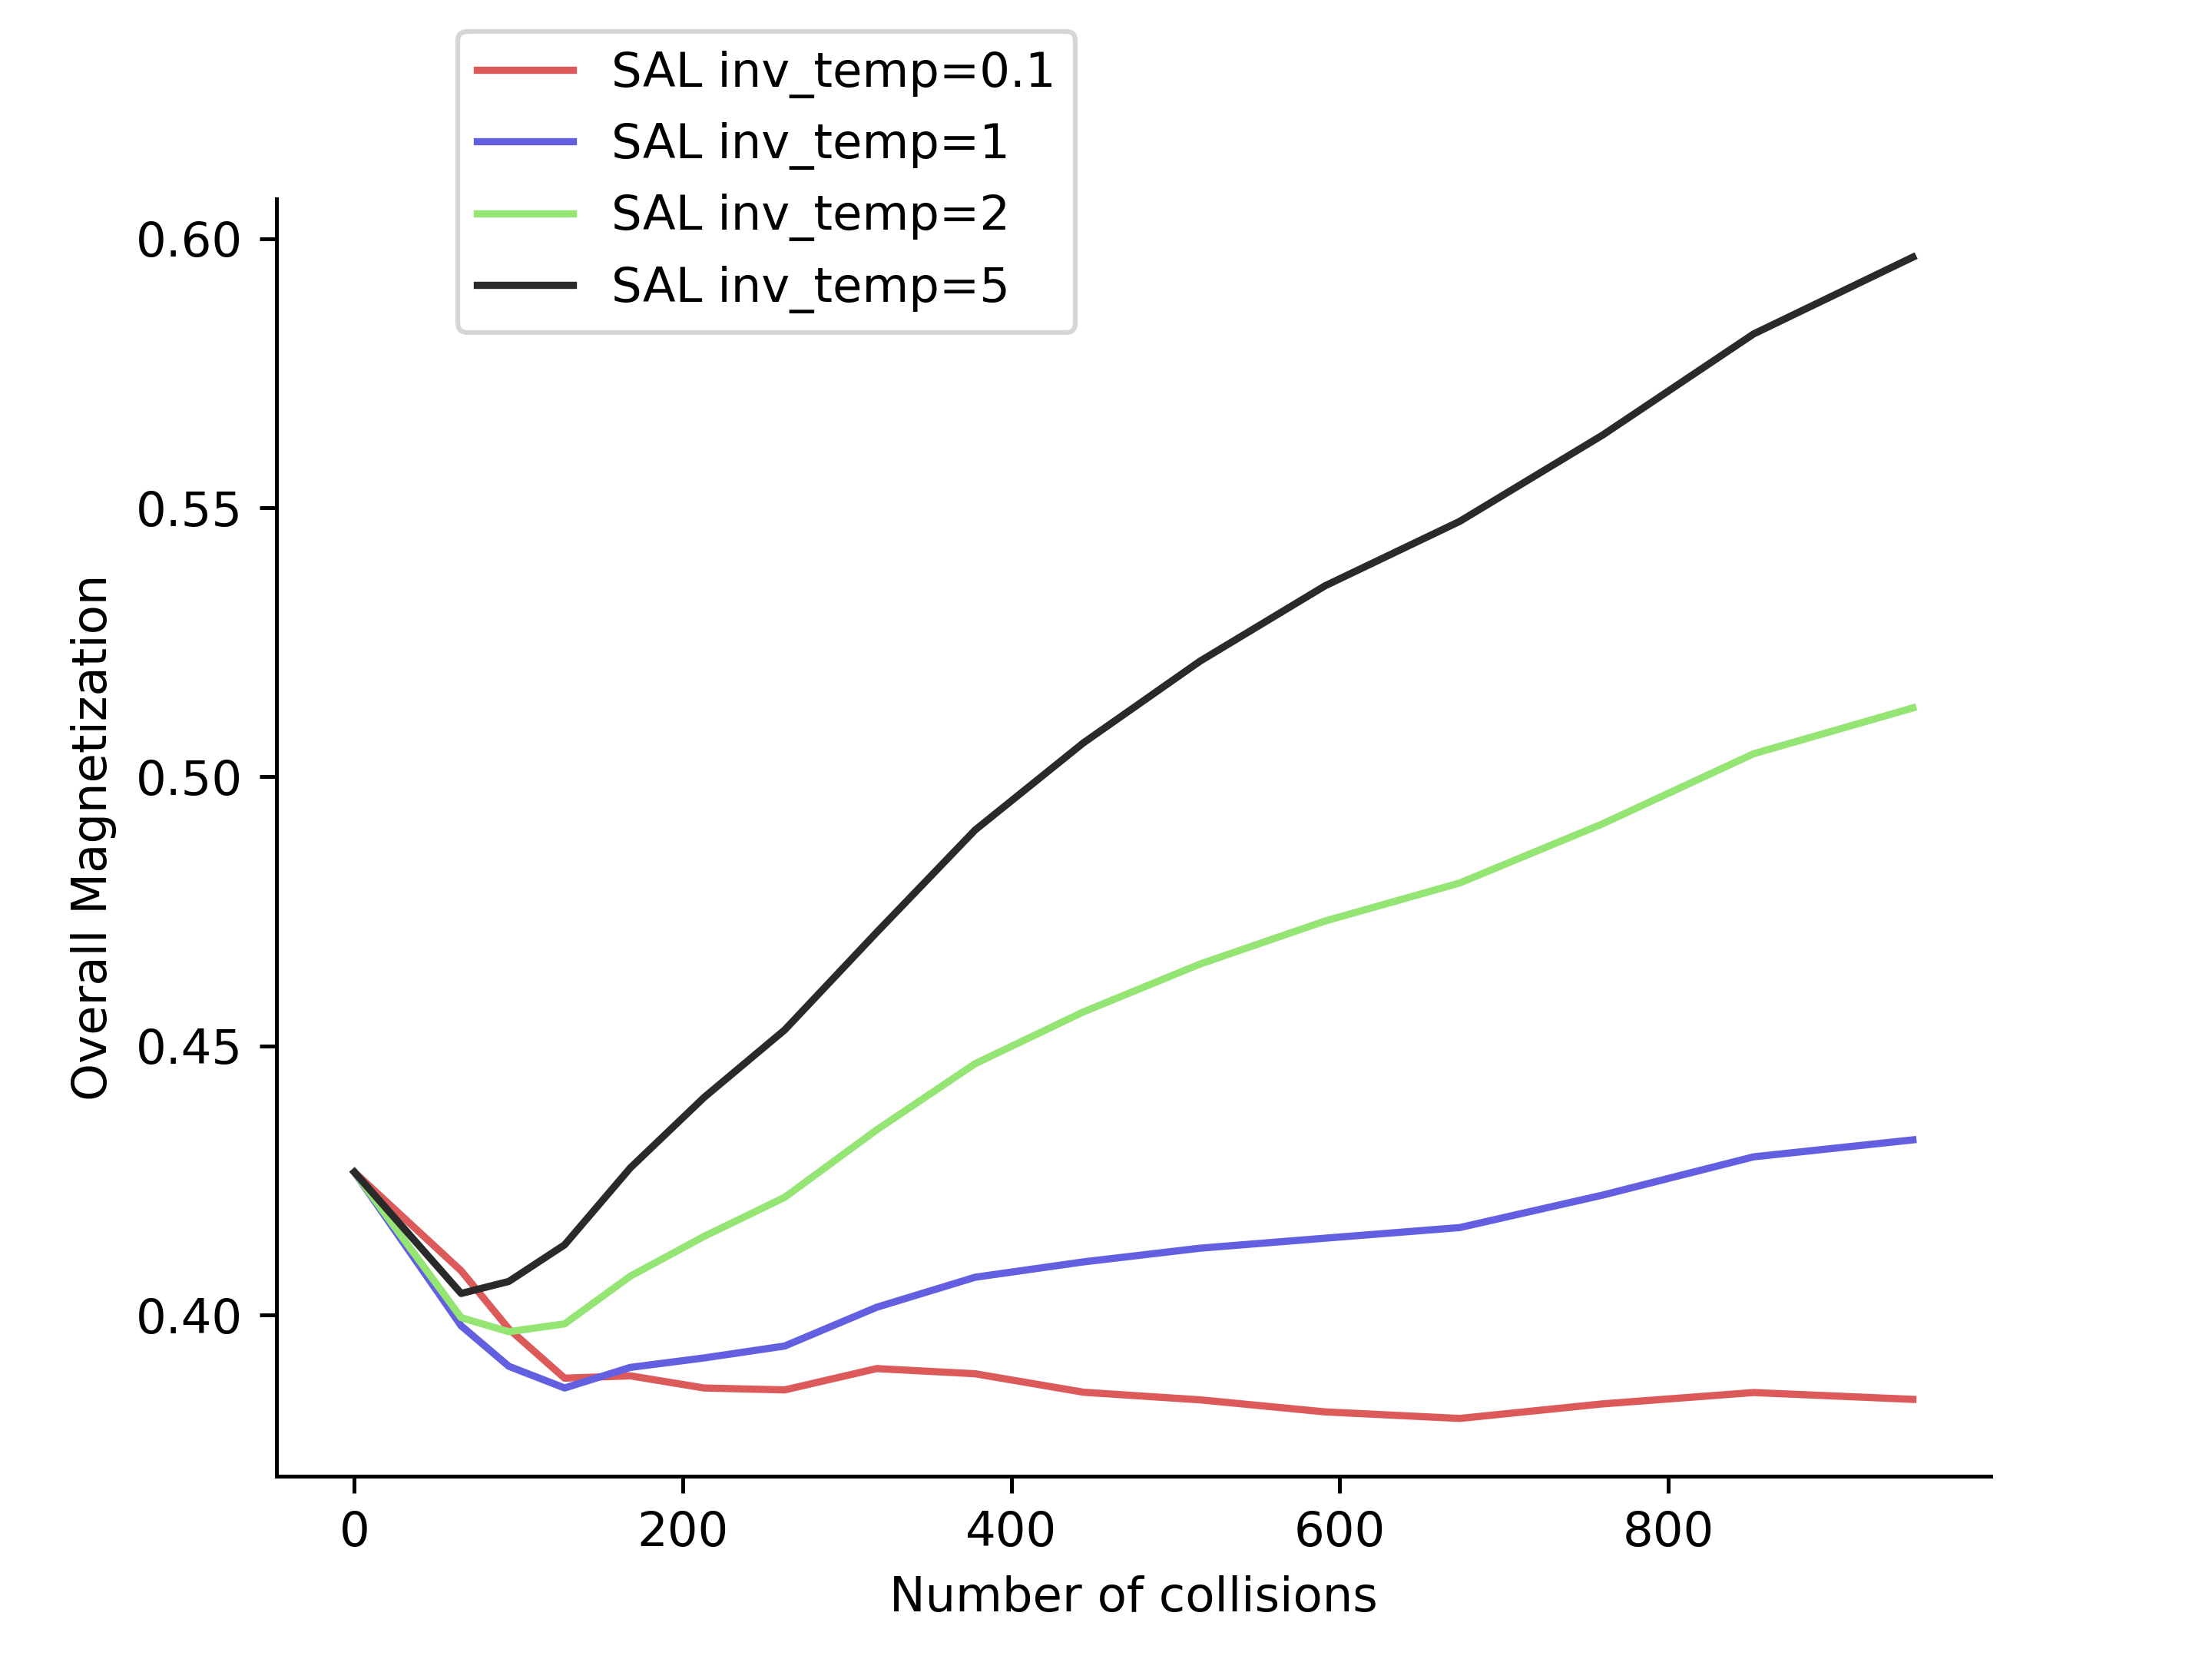 SAL inv_temp=0.1
SAL inv_temp=1
SAL inv_temp=2
SAL inv_temp=5
0.60
0.55
0.50
0.45
0.40
Overall Magnetization
0 200 400 600 800
Number of collisions